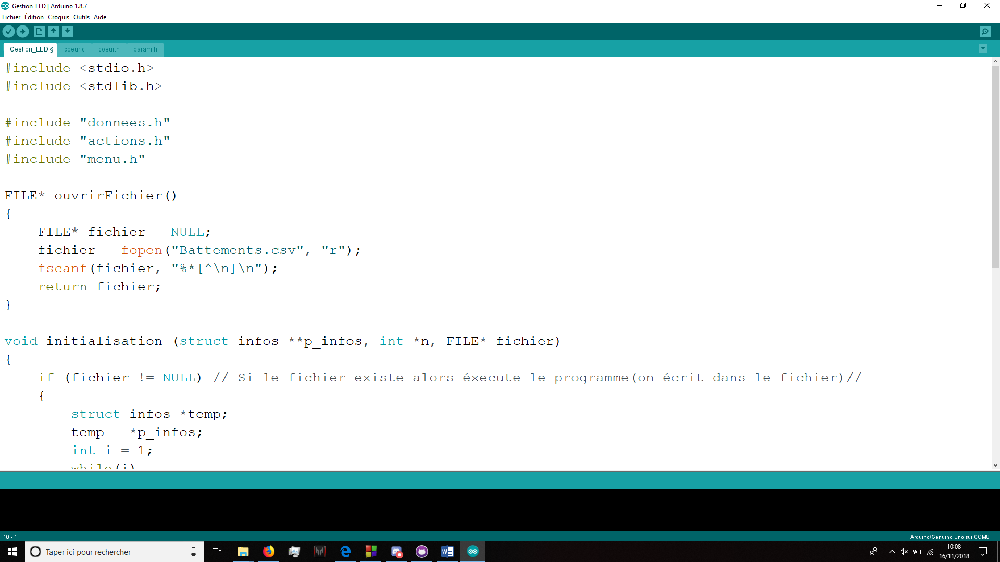 Gestion_LED | Arduino 1.8.7
Fichier Édition Croquis Outils Aide
Gestion_LED § coeur.c coeur.h param.h
#include <stdio.h>
#include <stdlib.h>
#include "donnees.h"
#include "actions.h"
#include "menu.h"
FILE* ouvrirFichier()
{
FILE* fichier = NULL;
fichier = fopen("Battements.csv", "r");
fscanf(fichier, "%*[^\n]\n");
return fichier;
}
void initialisation (struct infos **p_infos, int *n, FILE* fichier)
{
if (fichier != NULL) // Si le fichier existe alors éxecute le programme(on écrit dans le fichier)//
{
struct infos *temp;
temp = *p_infos;
int i = 1;
while(i)
10 - 1
Arduino/Genuino Uno sur COM8
Taper ici pour rechercher
10:08
16/11/2018